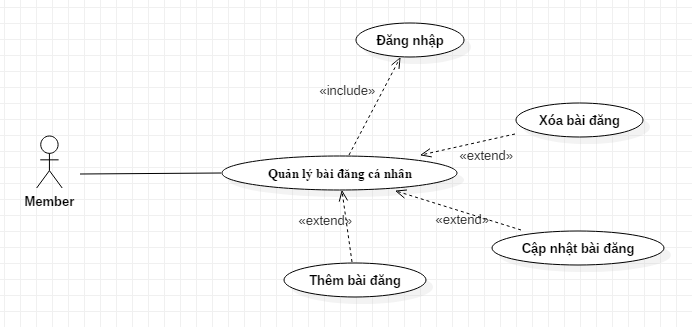 Đăng nhập
«include»
Xóa bài đăng
«extend»
Quản lý bài đăng cá nhân
Member
«extend»
«extend»
Cập nhật bài đăng
Thêm bài đăng